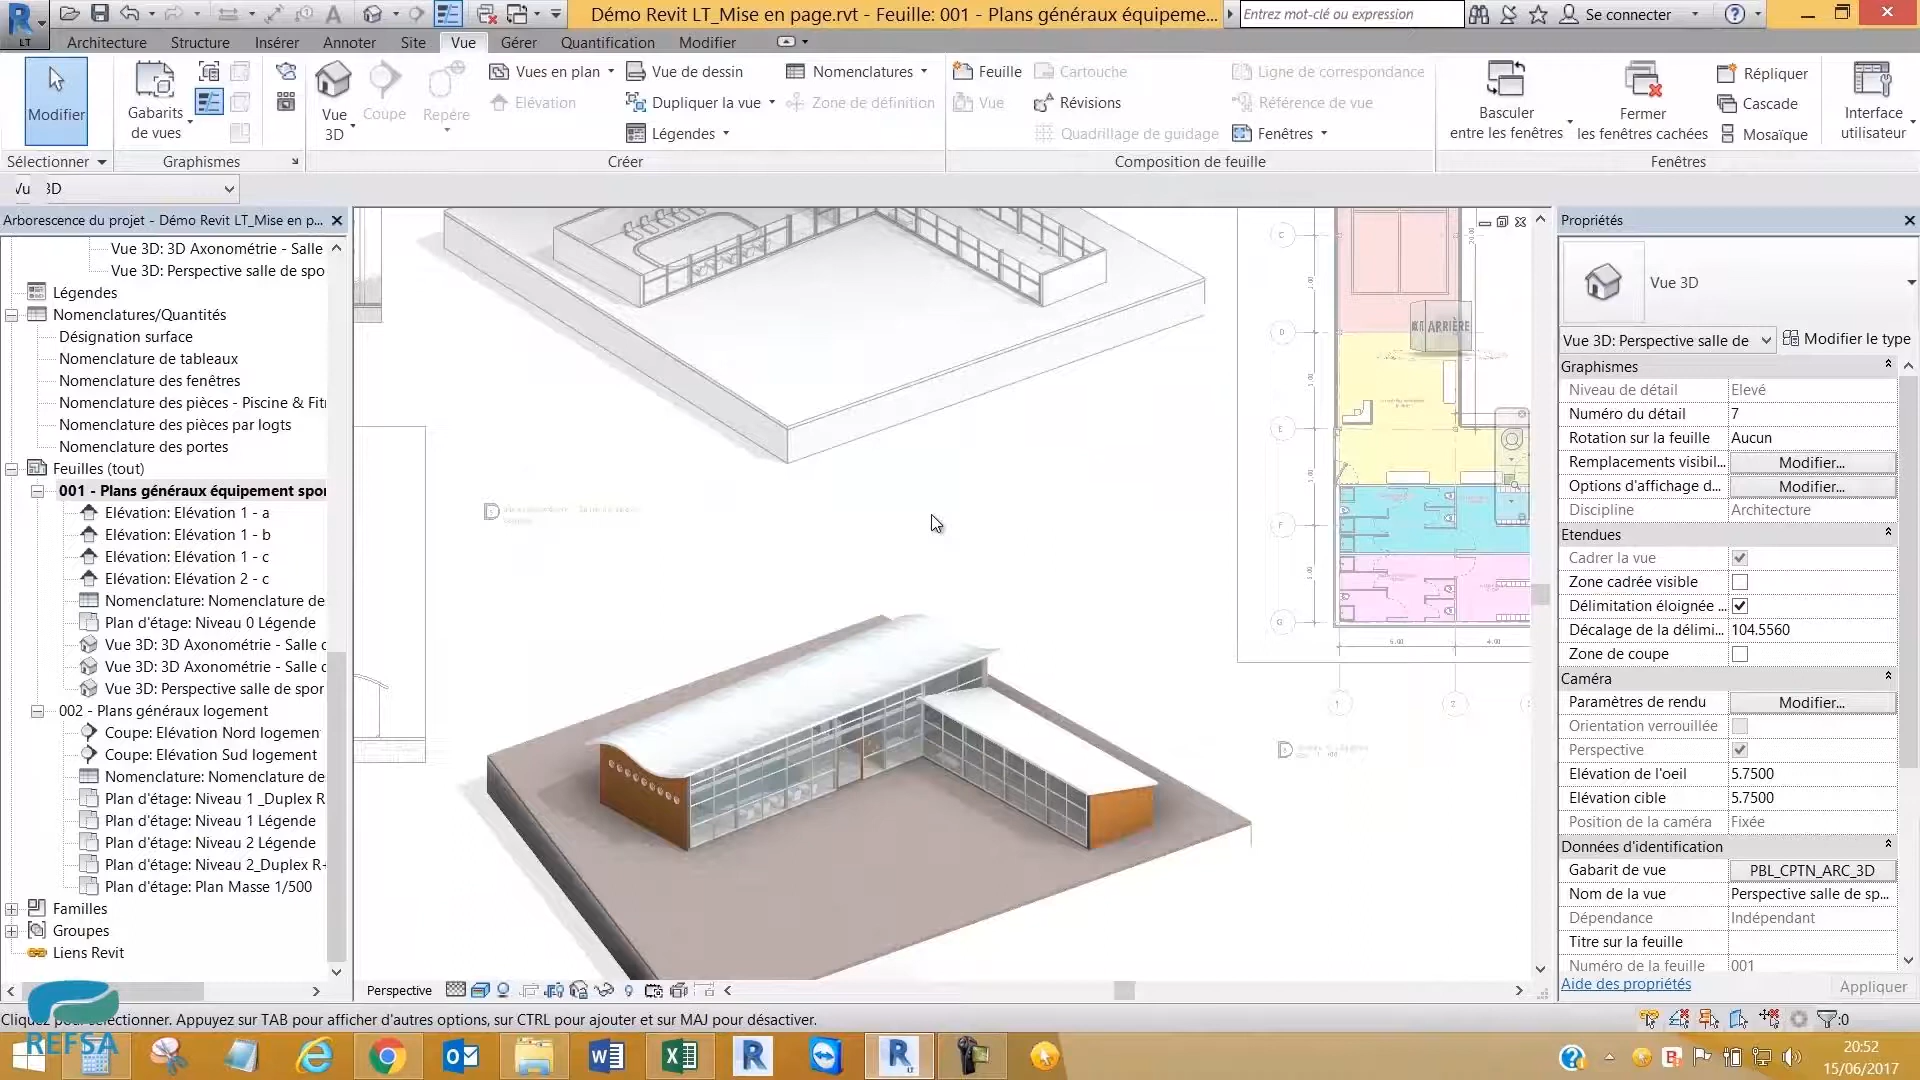 Démo Revit LT_Mise en page.rvt - Feuille: 001 - Plans généraux équipeme...
Entrez mot-clé ou expression
Se connecter
LT
Architecture
Structure
Insérer
Annoter
Site
Vue
Gérer
Quantification
Modifier
Modifier
Gabarits
de vues
Vue
3D
Coupe
Repère
Vues en plan
Elévation
Vue de dessin
Dupliquer la vue
Légendes
Nomenclatures
Zone de définition
Feuille
Vue
Cartouche
Révisions
Quadrillage de guidage
Ligne de correspondance
Référence de vue
Fenêtres
Basculer
entre les fenêtres
Fermer
les fenêtres cachées
Répliquer
Cascade
Mosaïque
Interface
utilisateur
Sélectionner
Graphismes
Créer
Composition de feuille
Fenêtres
Vu 3D
Arborescence du projet - Démo Revit LT_Mise en p...
Vue 3D: 3D Axonométrie - Salle
Vue 3D: Perspective salle de spo
Légendes
Nomenclatures/Quantités
Désignation surface
Nomenclature de tableaux
Nomenclature des fenêtres
Nomenclature des pièces - Piscine & Fit
Nomenclature des pièces par logts
Nomenclature des portes
Feuilles (tout)
001 - Plans généraux équipement spor
Elévation: Elévation 1 - a
Elévation: Elévation 1 - b
Elévation: Elévation 1 - c
Elévation: Elévation 2 - c
Nomenclature: Nomenclature de
Plan d'étage: Niveau 0 Légende
Vue 3D: 3D Axonométrie - Salle d
Vue 3D: 3D Axonométrie - Salle d
Vue 3D: Perspective salle de spor
002 - Plans généraux logement
Coupe: Elévation Nord logement
Coupe: Elévation Sud logement
Nomenclature: Nomenclature de
Plan d'étage: Niveau 1 _Duplex R
Plan d'étage: Niveau 1 Légende
Plan d'étage: Niveau 2 Légende
Plan d'étage: Niveau 2_Duplex R+
Plan d'étage: Plan Masse 1/500
Familles
Groupes
Liens Revit
C
D
E
F
G
ARRIÈRE
1
2
Perspective
Propriétés
Vue 3D
Vue 3D: Perspective salle de
Modifier le type
Graphismes
Niveau de détail Elevé
Numéro du détail 7
Rotation sur la feuille Aucun
Remplacements visibil... Modifier...
Options d'affichage d... Modifier...
Discipline Architecture
Etendues
Cadrer la vue
Zone cadrée visible
Délimitation éloignée ...
Décalage de la délimi... 104.5560
Zone de coupe
Caméra
Paramètres de rendu Modifier...
Orientation verrouillée
Perspective
Elévation de l'oeil 5.7500
Elévation cible 5.7500
Position de la caméra Fixée
Données d'identification
Gabarit de vue PBL_CPTN_ARC_3D
Nom de la vue Perspective salle de sp...
Dépendance Indépendant
Titre sur la feuille
Numéro de la feuille 001
Aide des propriétés
Appliquer
Cliquez pour sélectionner. Appuyez sur TAB pour afficher d'autres options, sur CTRL pour ajouter et sur MAJ pour désactiver.
:0
REFSA
20:52
15/06/2017